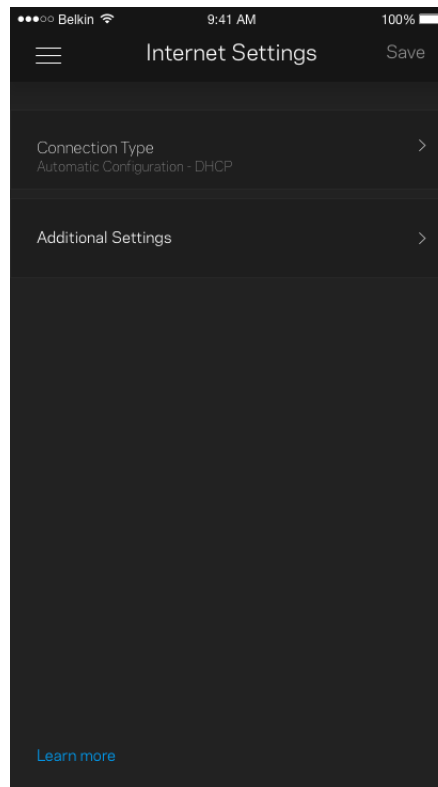 Belkin 9:41 AM 100%
Internet Settings Save
Connection Type
Automatic Configuration - DHCP
Additional Settings
Learn more